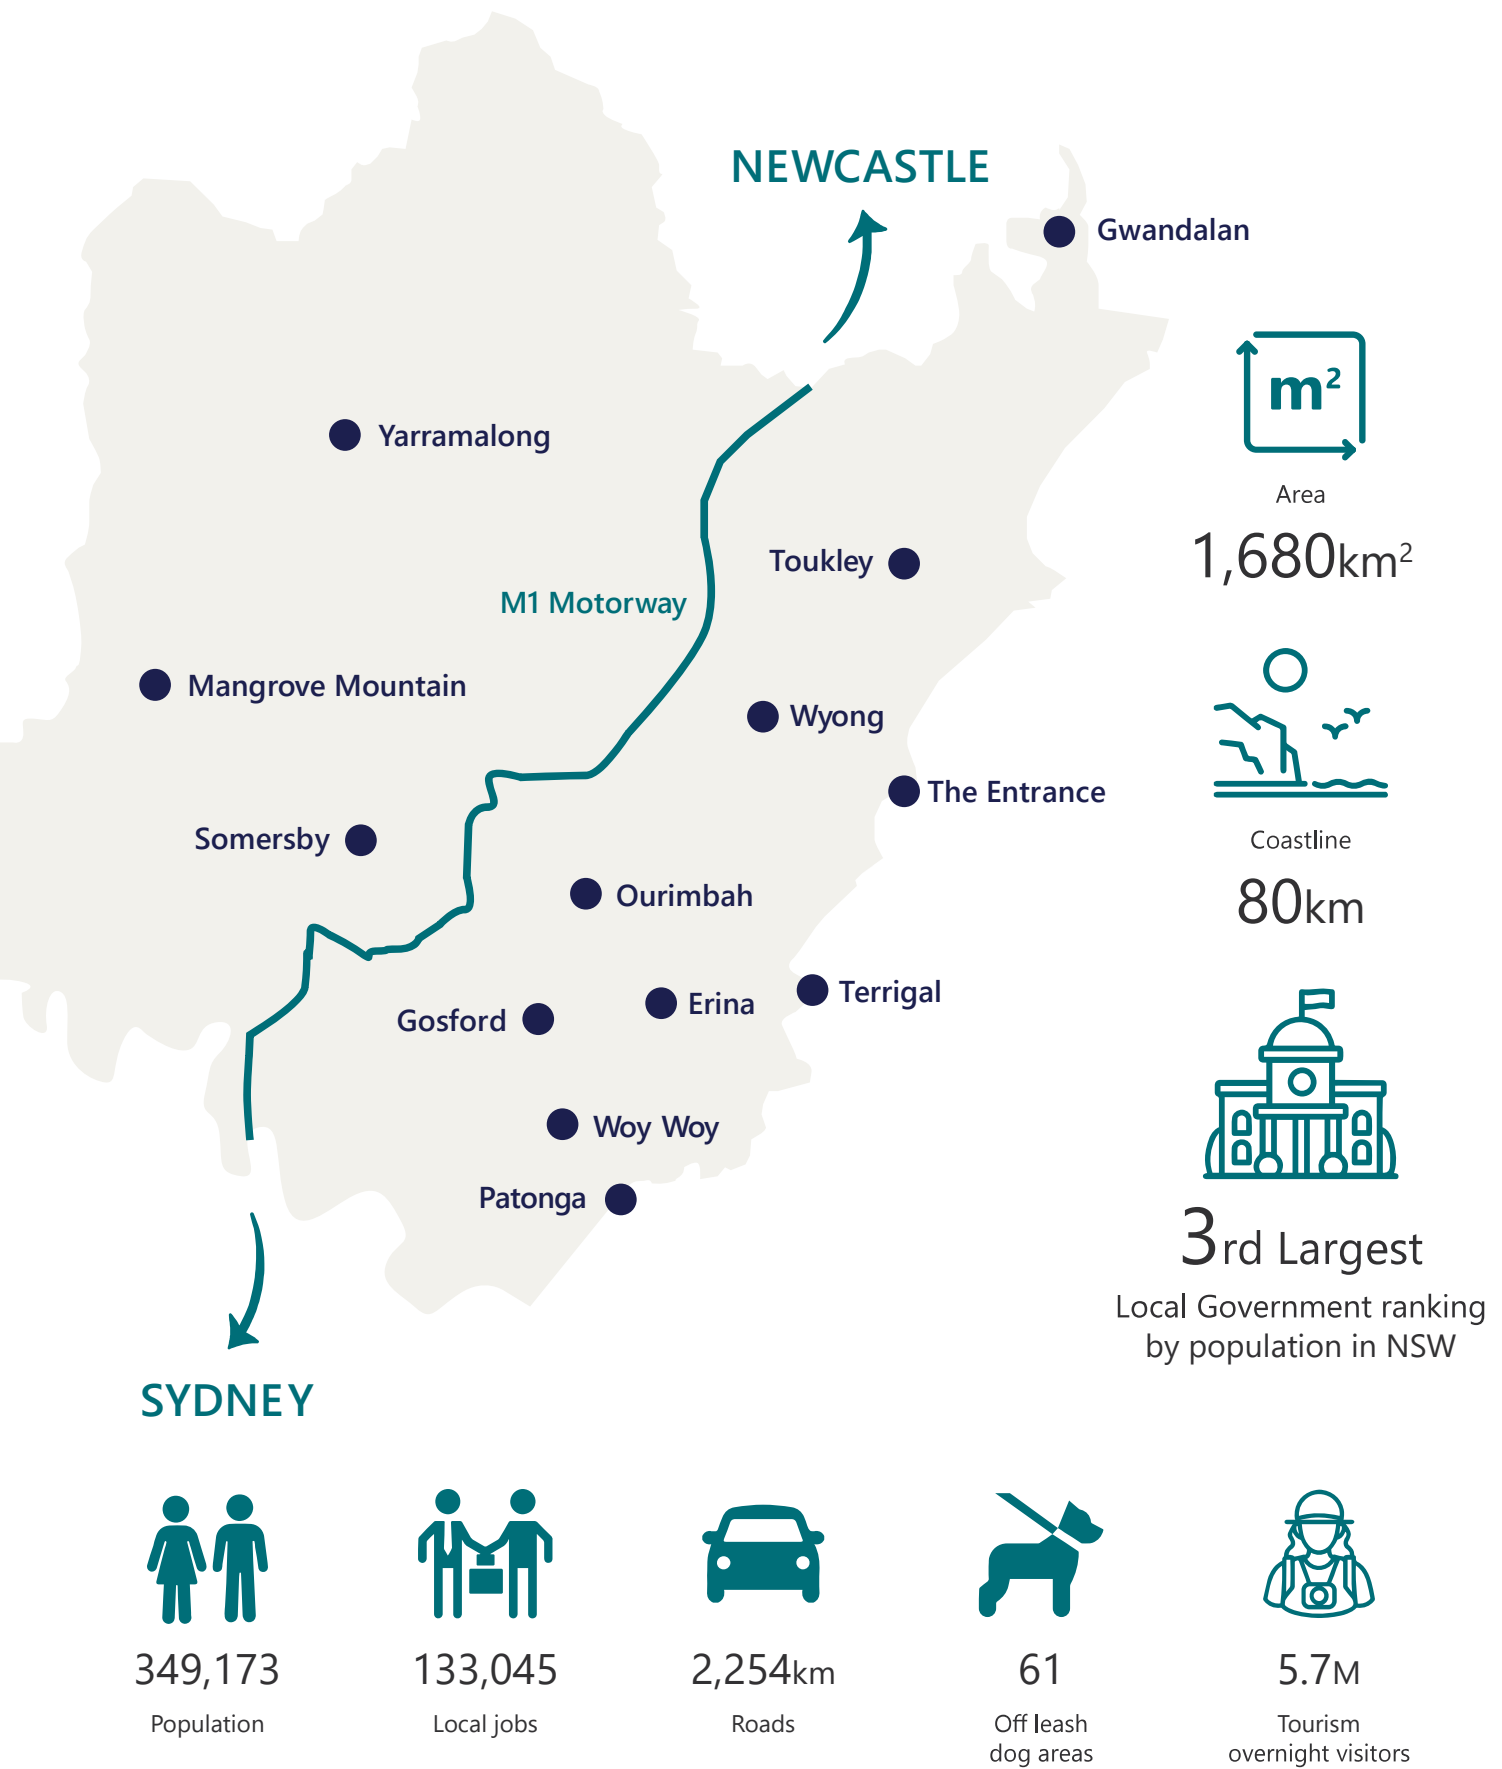 NEWCASTLE
Gwandalan
m²
Area
1,680km²
Yarramalong
Toukley
M1 Motorway
Mangrove Mountain
Wyong
The Entrance
Coastline
80km
Somersby
Ourimbah
Terrigal
Erina
Gosford
Woy Woy
Patonga
3rd Largest
Local Government ranking
by population in NSW
SYDNEY
349,173
Population
133,045
Local jobs
2,254km
Roads
61
Off leash
dog areas
5.7M
Tourism
overnight visitors